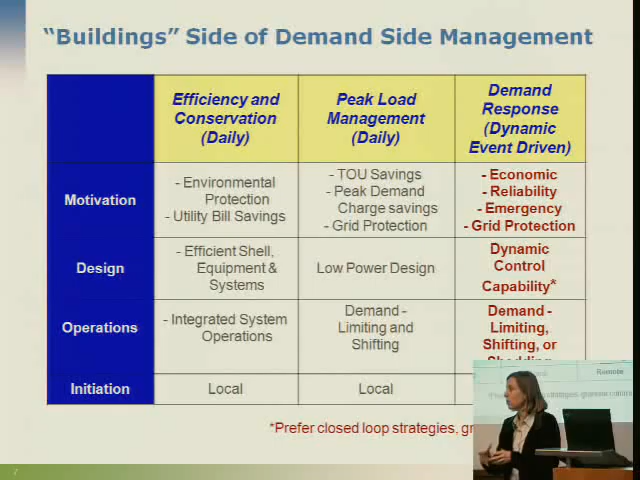 "Buildings" Side of Demand Side Management
Efficiency and
Conservation
(Daily)
Peak Load
Management
(Daily)
Demand
Response
(Dynamic
Event Driven)
Motivation
- Environmental
Protection
- Utility Bill Savings
- TOU Savings
- Peak Demand
Charge savings
- Grid Protection
- Economic
- Reliability
- Emergency
- Grid Protection
Design
- Efficient Shell,
Equipment &
Systems
Low Power Design
Dynamic
Control
Capability*
Operations
- Integrated System
Operations
Demand -
Limiting and
Shifting
Demand -
Limiting,
Shifting, or
Initiation
Local
Local
Remote
*Prefer closed loop strategies,
7